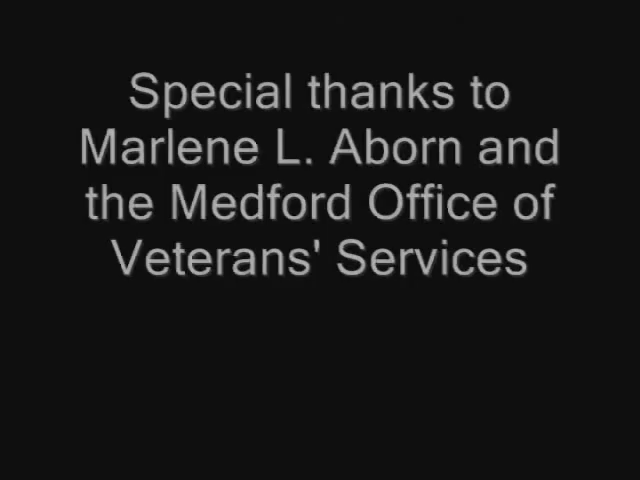 Special thanks to
Marlene L. Aborn and
the Medford Office of
Veterans' Services